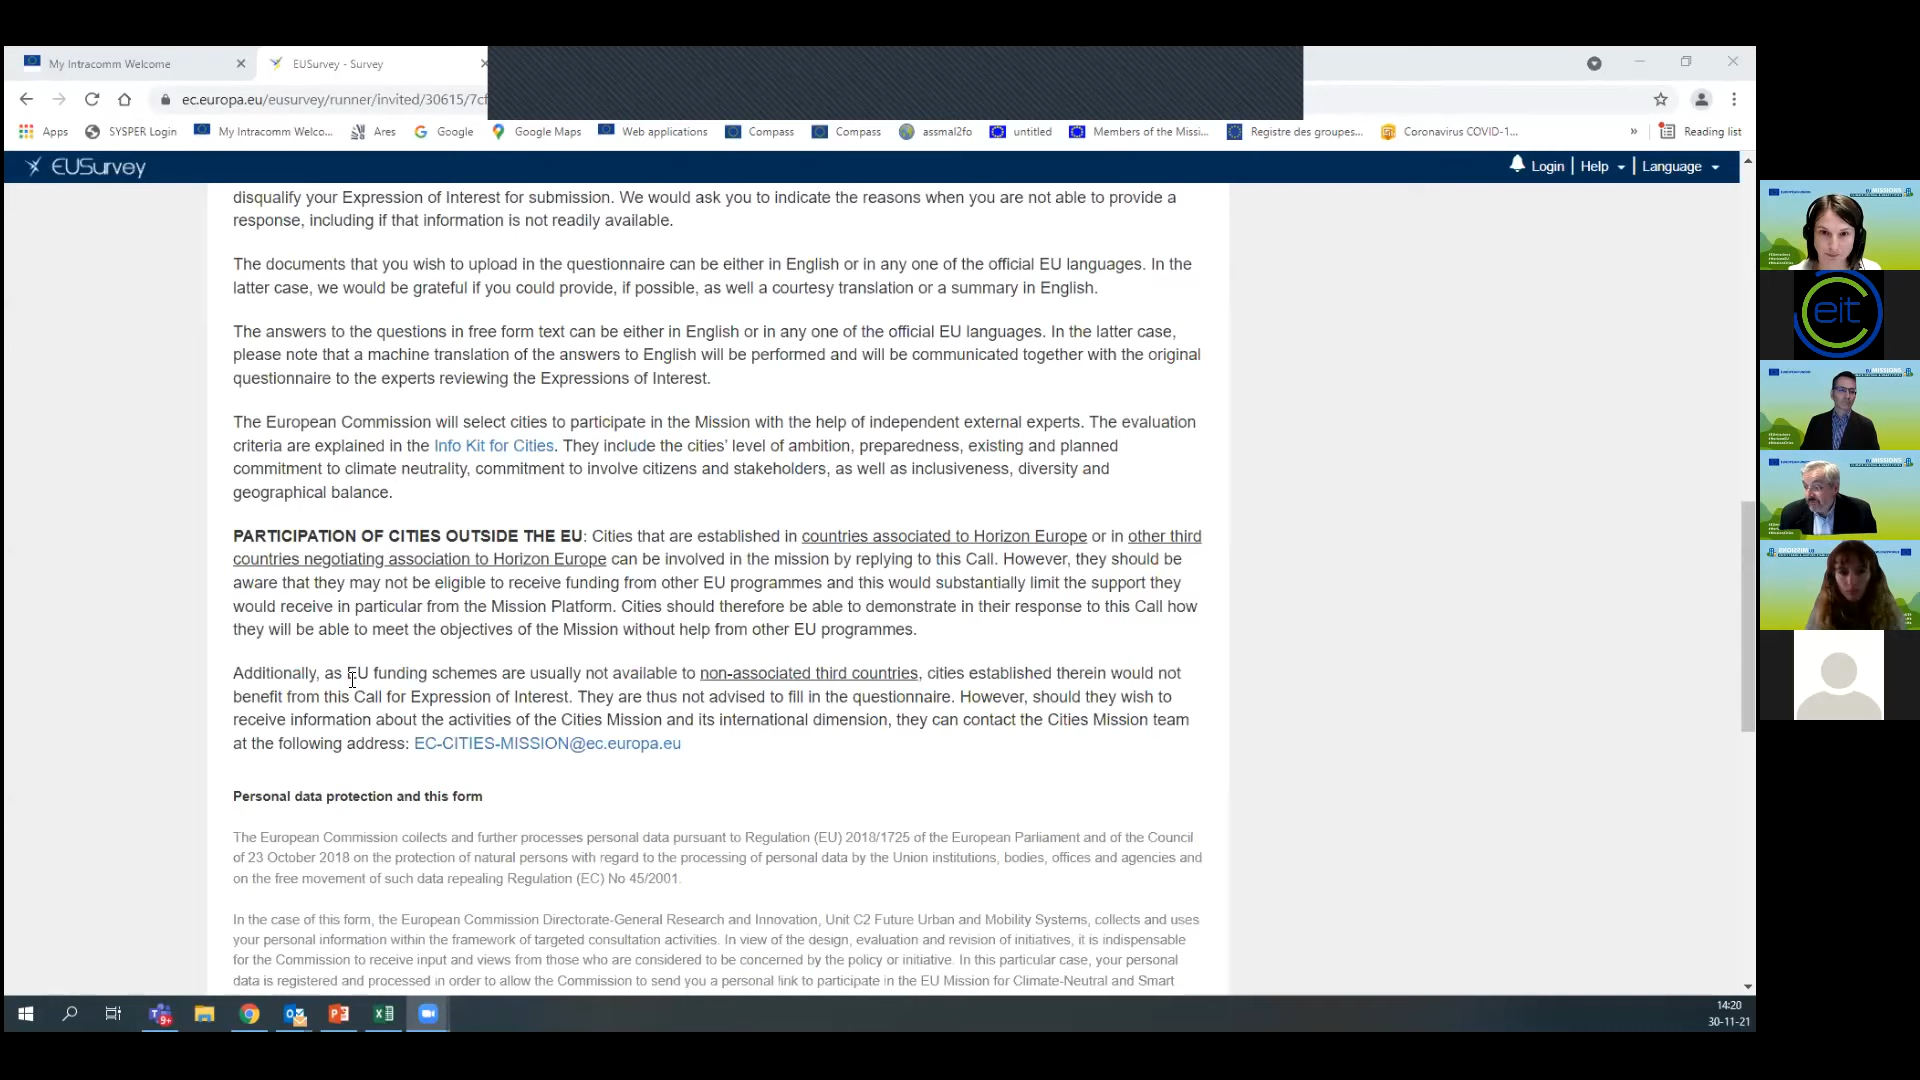 My Intracomm Welcome
EUSurvey - Survey
ec.europa.eu/eusurvey/runner/invited/30615/7cf
Apps SYSPER Login My Intracomm Welco... Ares Google Google Maps Web applications Compass Compass assmal2fo untitled Members of the Missi... Registre des groupes... Coronavirus COVID-1... » Reading list
EUSurvey Login | Help | Language
disqualify your Expression of Interest for submission. We would ask you to indicate the reasons when you are not able to provide a
response, including if that information is not readily available.
The documents that you wish to upload in the questionnaire can be either in English or in any one of the official EU languages. In the
latter case, we would be grateful if you could provide, if possible, as well a courtesy translation or a summary in English.
The answers to the questions in free form text can be either in English or in any one of the official EU languages. In the latter case,
please note that a machine translation of the answers to English will be performed and will be communicated together with the original
questionnaire to the experts reviewing the Expressions of Interest.
The European Commission will select cities to participate in the Mission with the help of independent external experts. The evaluation
criteria are explained in the Info Kit for Cities. They include the cities' level of ambition, preparedness, existing and planned
commitment to climate neutrality, commitment to involve citizens and stakeholders, as well as inclusiveness, diversity and
geographical balance.
PARTICIPATION OF CITIES OUTSIDE THE EU: Cities that are established in countries associated to Horizon Europe or in other third
countries negotiating association to Horizon Europe can be involved in the mission by replying to this Call. However, they should be
aware that they may not be eligible to receive funding from other EU programmes and this would substantially limit the support they
would receive in particular from the Mission Platform. Cities should therefore be able to demonstrate in their response to this Call how
they will be able to meet the objectives of the Mission without help from other EU programmes.
Additionally, as EU funding schemes are usually not available to non-associated third countries, cities established therein would not
benefit from this Call for Expression of Interest. They are thus not advised to fill in the questionnaire. However, should they wish to
receive information about the activities of the Cities Mission and its international dimension, they can contact the Cities Mission team
at the following address: EC-CITIES-MISSION@ec.europa.eu
Personal data protection and this form
The European Commission collects and further processes personal data pursuant to Regulation (EU) 2018/1725 of the European Parliament and of the Council
of 23 October 2018 on the protection of natural persons with regard to the processing of personal data by the Union institutions, bodies, offices and agencies and
on the free movement of such data repealing Regulation (EC) No 45/2001.
In the case of this form, the European Commission Directorate-General Research and Innovation, Unit C2 Future Urban and Mobility Systems, collects and uses
your personal information within the framework of targeted consultation activities. In view of the design, evaluation and revision of initiatives, it is indispensable
for the Commission to receive input and views from those who are considered to be concerned by the policy or initiative. In this particular case, your personal
data is registered and processed in order to allow the Commission to send you a personal link to participate in the EU Mission for Climate-Neutral and Smart
eit
14:20
30-11-21